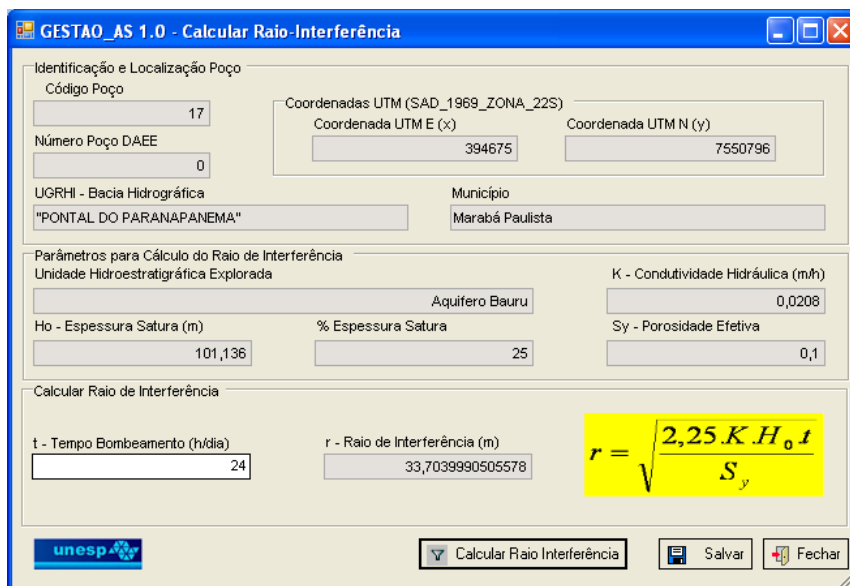 GESTAO_AS 1.0 - Calcular Raio-Interferência
Identificação e Localização Poço
Código Poço
17
Número Poço DAEE
0
Coordenadas UTM (SAD_1969_ZONA_22S)
Coordenada UTM E (x)
394675
Coordenada UTM N (y)
7550796
UGRHI - Bacia Hidrográfica
"PONTAL DO PARANAPANEMA"
Município
Marabá Paulista
Parâmetros para Cálculo do Raio de Interferência
Unidade Hidroestratigráfica Explorada
Aquifero Bauru
K - Condutividade Hidráulica (m/h)
0,0208
Ho - Espessura Satura (m)
101,136
% Espessura Satura
25
Sy - Porosidade Efetiva
0,1
Calcular Raio de Interferência
t - Tempo Bombeamento (h/dia)
24
r - Raio de Interferência (m)
33,7039990505578
r = √(2,25.K.H₀.t / S_y)
unesp
Calcular Raio Interferência
Salvar
Fechar